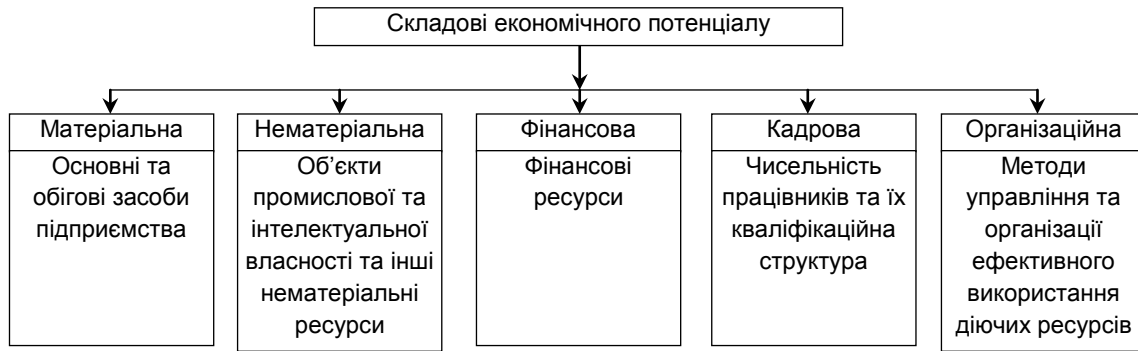 Складові економічного потенціалу
Матеріальна
Основні та
обігові засоби
підприємства
Нематеріальна
Об’єкти
промислової та
інтелектуальної
власності та інші
нематеріальні
ресурси
Фінансова
Фінансові
ресурси
Кадрова
Чисельність
працівників та їх
кваліфікаційна
структура
Організаційна
Методи
управління та
організації
ефективного
використання
діючих ресурсів